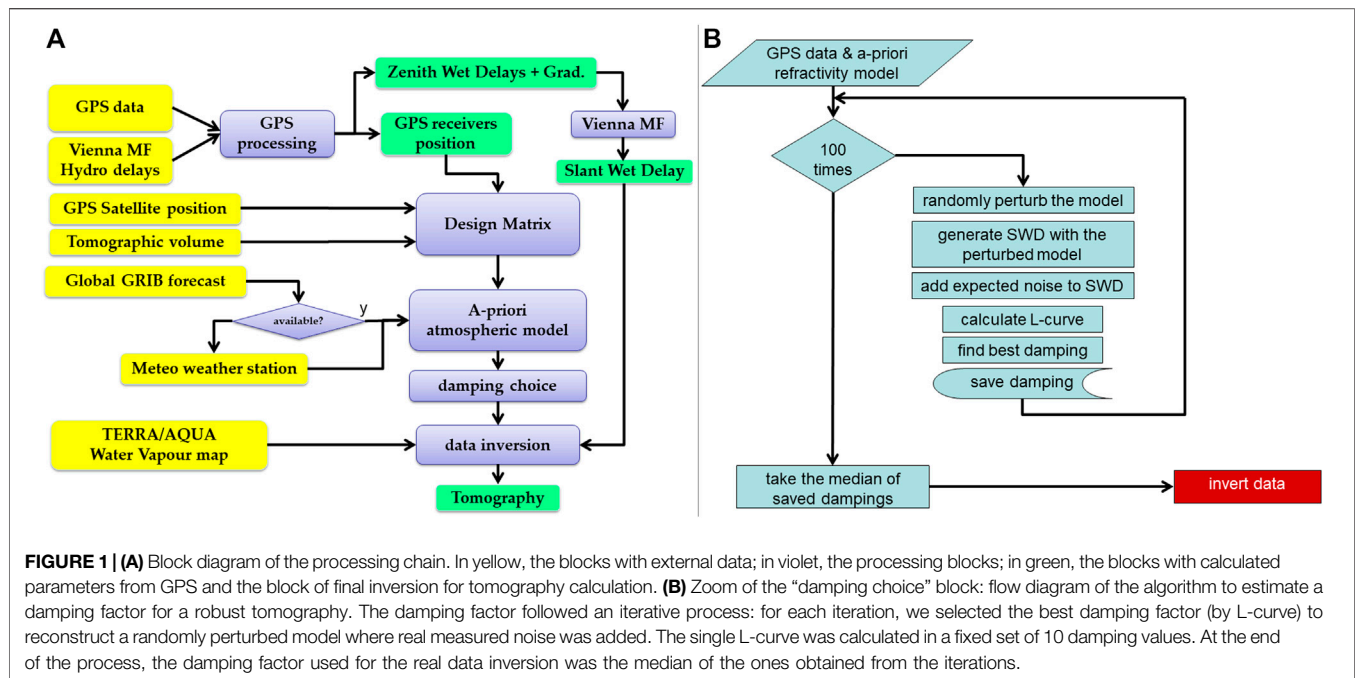 A
Zenith Wet Delays + Grad.
GPS data
GPS
processing
GPS receivers
position
Vienna MF
Vienna MF
Hydro delays
Slant Wet Delay
GPS Satellite position
Design Matrix
Tomographic volume
Global GRIB forecast
available?
y
A-priori
atmospheric model
Meteo weather station
damping choice
TERRA/AQUA
Water Vapour map
data inversion
Tomography
B
GPS data & a-priori
refractivity model
100
times
randomly perturb the model
generate SWD with the
perturbed model
add expected noise to SWD
calculate L-curve
find best damping
save damping
take the median of
saved dampings
invert data
FIGURE 1 | (A) Block diagram of the processing chain. In yellow, the blocks with external data; in violet, the processing blocks; in green, the blocks with calculated
parameters from GPS and the block of final inversion for tomography calculation. (B) Zoom of the “damping choice” block: flow diagram of the algorithm to estimate a
damping factor for a robust tomography. The damping factor followed an iterative process: for each iteration, we selected the best damping factor (by L-curve) to
reconstruct a randomly perturbed model where real measured noise was added. The single L-curve was calculated in a fixed set of 10 damping values. At the end
of the process, the damping factor used for the real data inversion was the median of the ones obtained from the iterations.